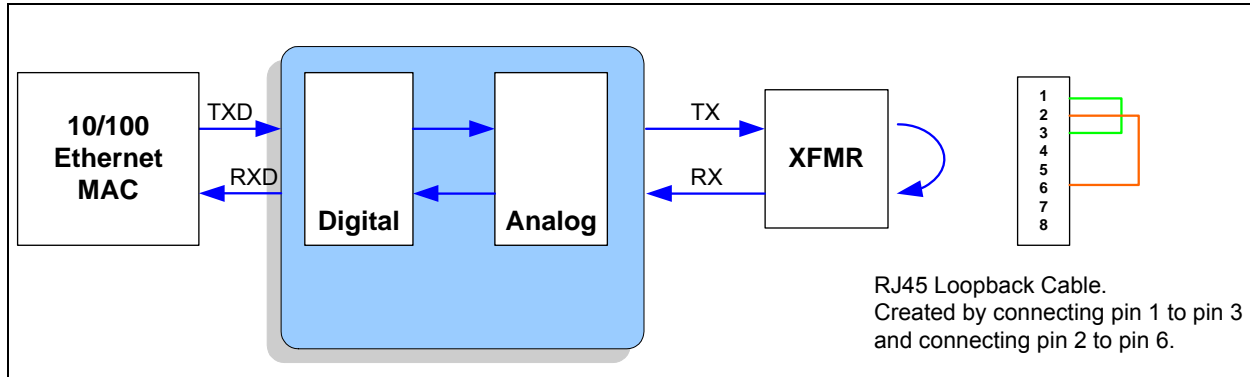 10/100
Ethernet
MAC
TXD
RXD
Digital
Analog
TX
RX
XFMR
1
2
3
4
5
6
7
8
RJ45 Loopback Cable.
Created by connecting pin 1 to pin 3
and connecting pin 2 to pin 6.